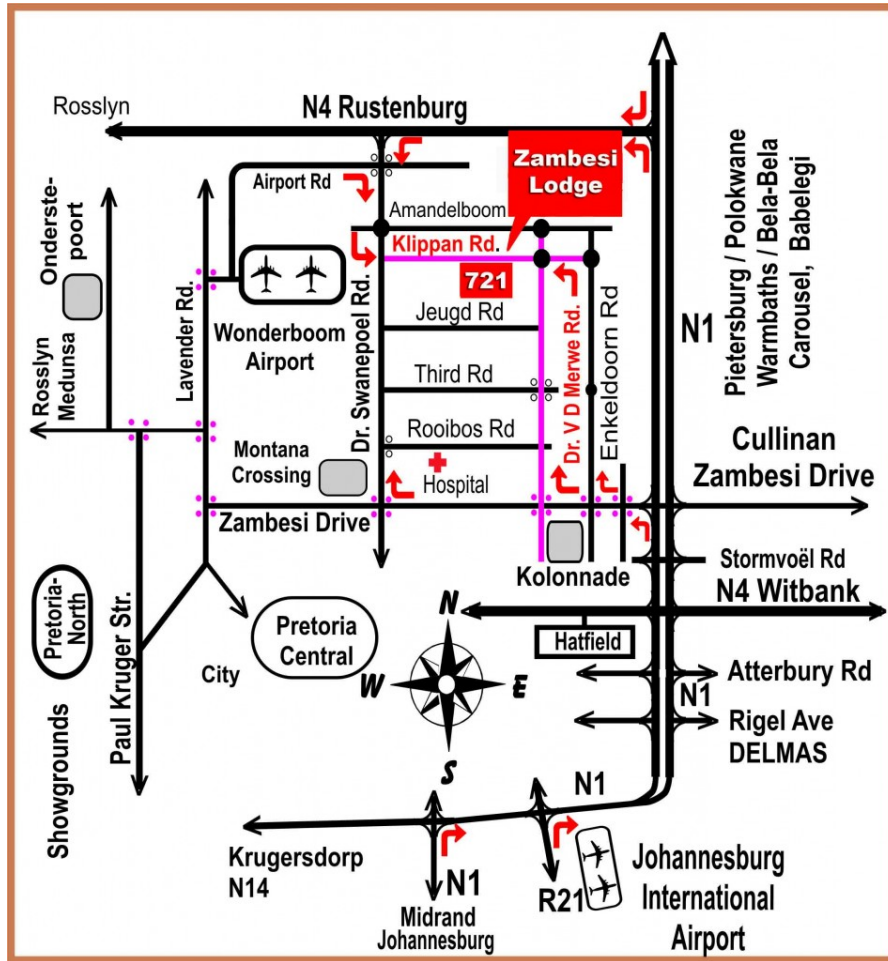 Rosslyn
N4 Rustenburg
Airport Rd
Zambesi
Lodge
Amandelboom
Klippan Rd.
721
Onderste-
poort
Lavender Rd.
Wonderboom
Airport
Dr. Swanepoel Rd.
Jeugd Rd
Third Rd
Rooibos Rd
Hospital
Dr. V D Merwe Rd.
Enkeldoorn Rd
N1
Pietersburg / Polokwane
Warmbaths / Bela-Bela
Carousel, Babelegi
Rosslyn
Medunsa
Montana
Crossing
Zambesi Drive
Cullinan
Zambesi Drive
Kolonnade
Stormvoël Rd
N4 Witbank
Hatfield
Pretoria-
North
Paul Kruger Str.
Showgrounds
City
Pretoria
Central
N
W
E
S
Atterbury Rd
N1
Rigel Ave
DELMAS
N1
Krugersdorp
N14
N1
Midrand
Johannesburg
R21
Johannesburg
International
Airport